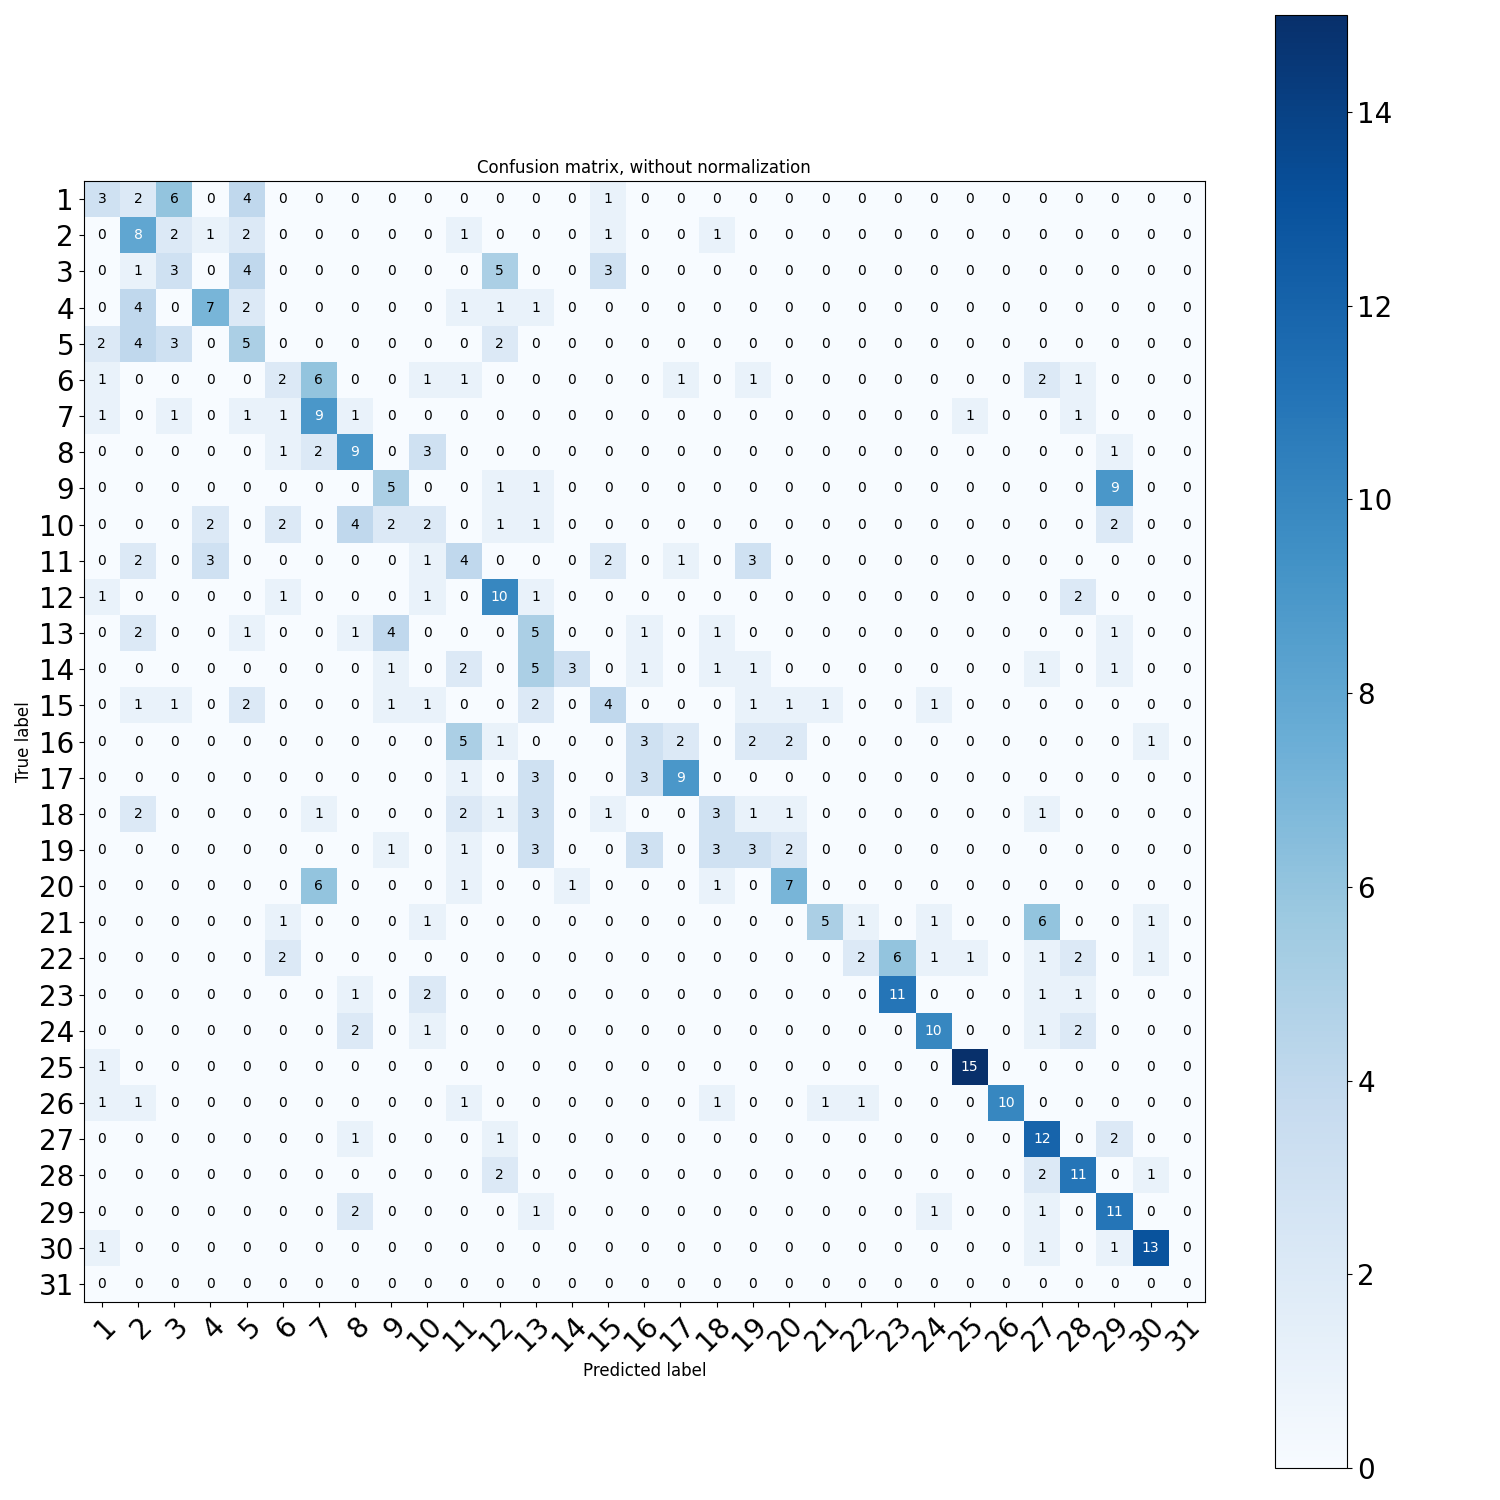 Confusion matrix, without normalization
1 3 2 6 0 4 0 0 0 0 0 0 0 0 0 1 0 0 0 0 0 0 0 0 0 0 0 0 0 0 0 0
2 0 8 2 1 2 0 0 0 0 0 1 0 0 0 1 0 0 1 0 0 0 0 0 0 0 0 0 0 0 0 0
3 0 1 3 0 4 0 0 0 0 0 0 5 0 0 3 0 0 0 0 0 0 0 0 0 0 0 0 0 0 0 0
4 0 4 0 7 2 0 0 0 0 0 1 1 1 0 0 0 0 0 0 0 0 0 0 0 0 0 0 0 0 0 0
5 2 4 3 0 5 0 0 0 0 0 0 2 0 0 0 0 0 0 0 0 0 0 0 0 0 0 0 0 0 0 0
6 1 0 0 0 0 2 6 0 0 1 1 0 0 0 0 0 1 0 1 0 0 0 0 0 0 0 2 1 0 0 0
7 1 0 1 0 1 1 9 1 0 0 0 0 0 0 0 0 0 0 0 0 0 0 0 0 1 0 0 1 0 0 0
8 0 0 0 0 0 1 2 9 0 3 0 0 0 0 0 0 0 0 0 0 0 0 0 0 0 0 0 0 1 0 0
9 0 0 0 0 0 0 0 0 5 0 0 1 1 0 0 0 0 0 0 0 0 0 0 0 0 0 0 0 9 0 0
10 0 0 0 2 0 2 0 4 2 2 0 1 1 0 0 0 0 0 0 0 0 0 0 0 0 0 0 0 2 0 0
11 0 2 0 3 0 0 0 0 0 1 4 0 0 0 2 0 1 0 3 0 0 0 0 0 0 0 0 0 0 0 0
12 1 0 0 0 0 1 0 0 0 1 0 10 1 0 0 0 0 0 0 0 0 0 0 0 0 0 0 2 0 0 0
13 0 2 0 0 1 0 0 1 4 0 0 0 5 0 0 1 0 1 0 0 0 0 0 0 0 0 0 0 1 0 0
14 0 0 0 0 0 0 0 0 1 0 2 0 5 3 0 1 0 1 1 0 0 0 0 0 0 0 1 0 1 0 0
15 0 1 1 0 2 0 0 0 1 1 0 0 2 0 4 0 0 0 1 1 1 0 0 1 0 0 0 0 0 0 0
16 0 0 0 0 0 0 0 0 0 0 5 1 0 0 0 3 2 0 2 2 0 0 0 0 0 0 0 0 0 1 0
17 0 0 0 0 0 0 0 0 0 0 1 0 3 0 0 3 9 0 0 0 0 0 0 0 0 0 0 0 0 0 0
18 0 2 0 0 0 0 1 0 0 0 2 1 3 0 1 0 0 3 1 1 0 0 0 0 0 0 1 0 0 0 0
19 0 0 0 0 0 0 0 0 1 0 1 0 3 0 0 3 0 3 3 2 0 0 0 0 0 0 0 0 0 0 0
20 0 0 0 0 0 0 6 0 0 0 1 0 0 1 0 0 0 1 0 7 0 0 0 0 0 0 0 0 0 0 0
21 0 0 0 0 0 1 0 0 0 1 0 0 0 0 0 0 0 0 0 0 5 1 0 1 0 0 6 0 0 1 0
22 0 0 0 0 0 2 0 0 0 0 0 0 0 0 0 0 0 0 0 0 0 2 6 1 1 0 1 2 0 1 0
23 0 0 0 0 0 0 0 1 0 2 0 0 0 0 0 0 0 0 0 0 0 0 11 0 0 0 1 1 0 0 0
24 0 0 0 0 0 0 0 2 0 1 0 0 0 0 0 0 0 0 0 0 0 0 0 10 0 0 1 2 0 0 0
25 1 0 0 0 0 0 0 0 0 0 0 0 0 0 0 0 0 0 0 0 0 0 0 0 15 0 0 0 0 0 0
26 1 1 0 0 0 0 0 0 0 0 1 0 0 0 0 0 0 1 0 0 1 1 0 0 0 10 0 0 0 0 0
27 0 0 0 0 0 0 0 1 0 0 0 1 0 0 0 0 0 0 0 0 0 0 0 0 0 0 12 0 2 0 0
28 0 0 0 0 0 0 0 0 0 0 0 2 0 0 0 0 0 0 0 0 0 0 0 0 0 0 2 11 0 1 0
29 0 0 0 0 0 0 0 2 0 0 0 0 1 0 0 0 0 0 0 0 0 0 0 1 0 0 1 0 11 0 0
30 1 0 0 0 0 0 0 0 0 0 0 0 0 0 0 0 0 0 0 0 0 0 0 0 0 0 1 0 1 13 0
31 0 0 0 0 0 0 0 0 0 0 0 0 0 0 0 0 0 0 0 0 0 0 0 0 0 0 0 0 0 0 0
1 2 3 4 5 6 7 8 9 10 11 12 13 14 15 16 17 18 19 20 21 22 23 24 25 26 27 28 29 30 31
Predicted label
True label
14
12
10
8
6
4
2
0